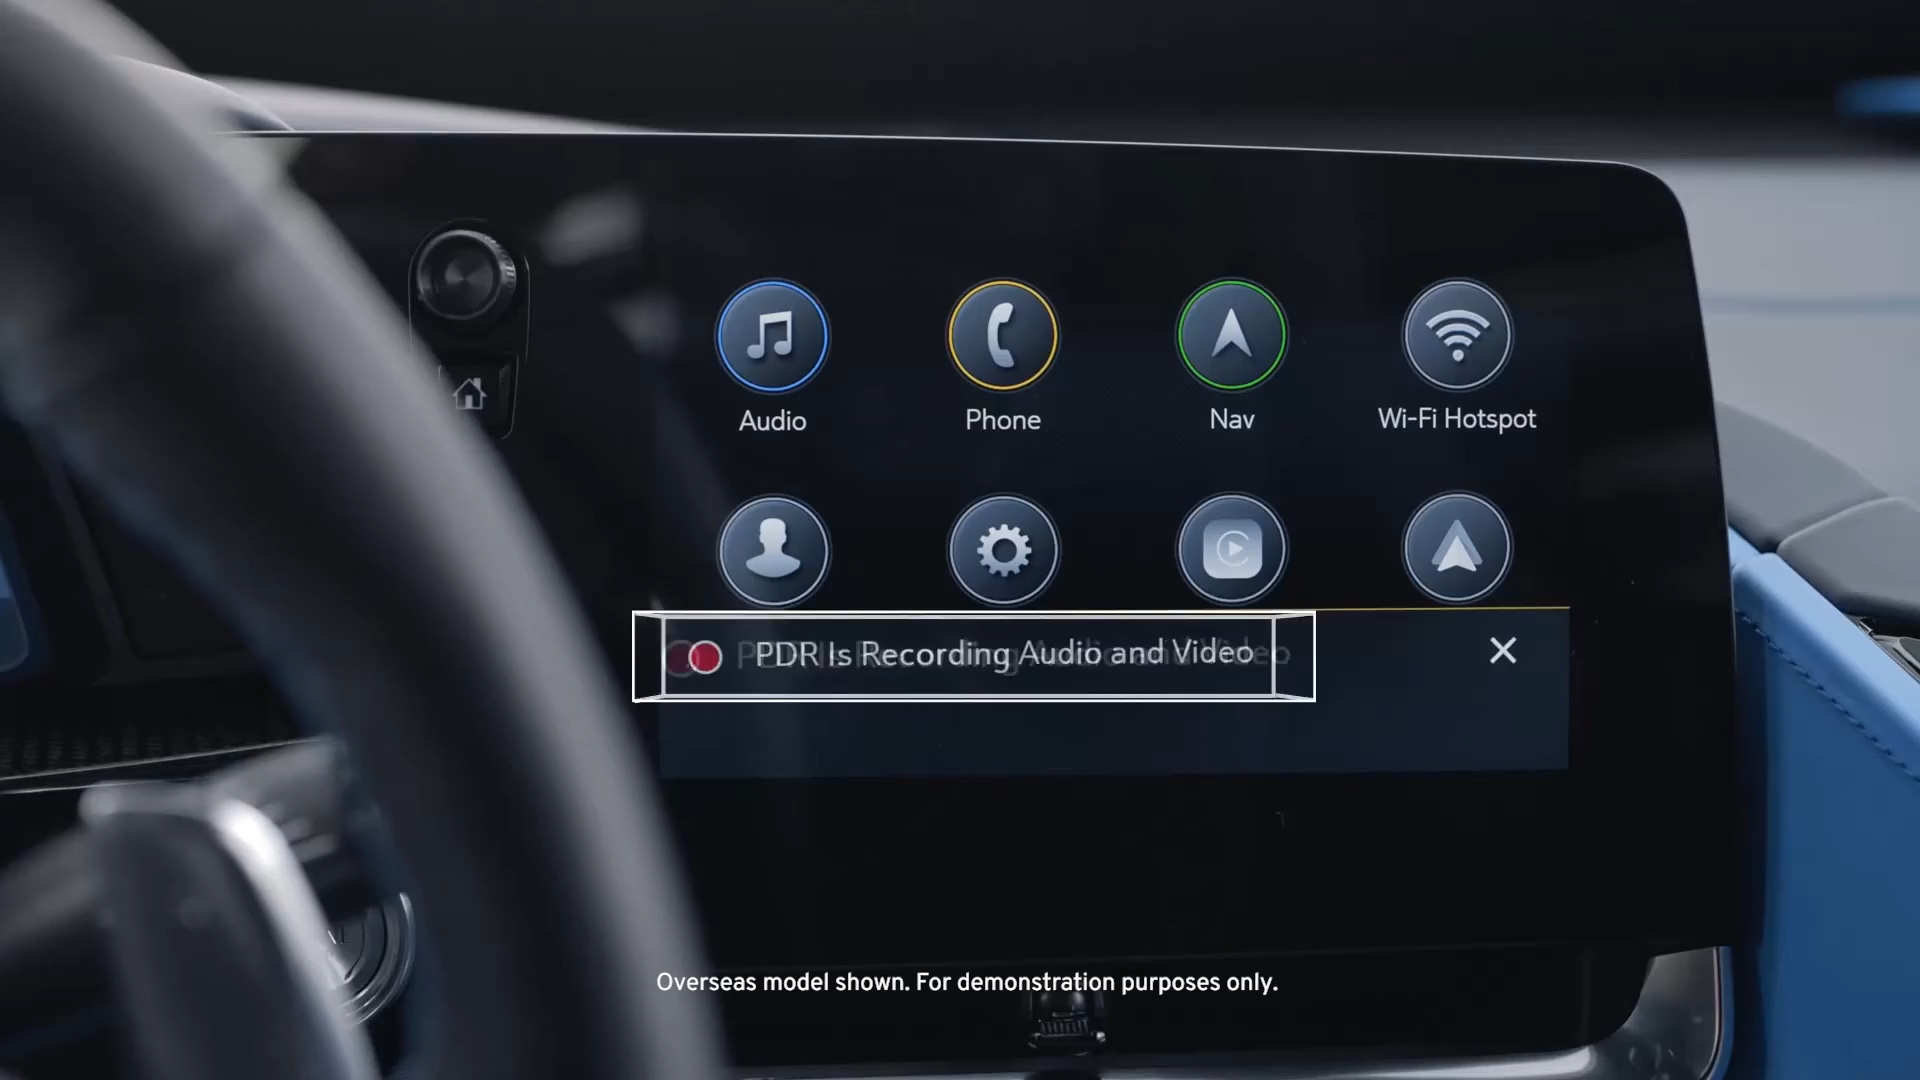 Audio
Phone
Nav
Wi-Fi Hotspot
PDR Is Recording Audio and Video
Overseas model shown. For demonstration purposes only.